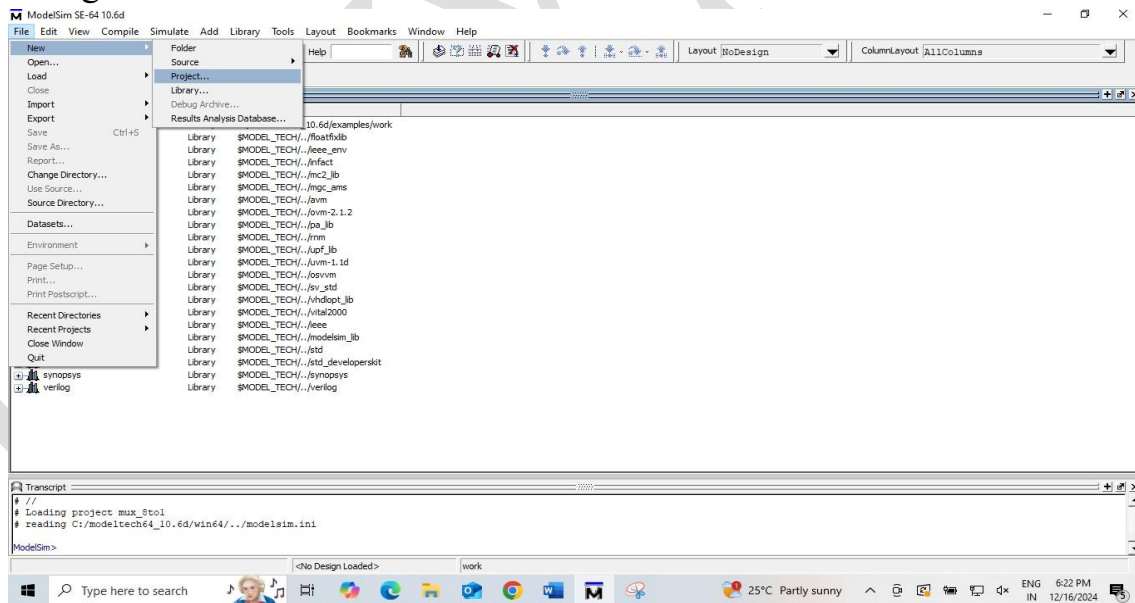 ModelSim SE-64 10.6d
File Edit View Compile Simulate Add Library Tools Layout Bookmarks Window Help
New
Open...
Load
Close
Import
Export
Save Ctrl+S
Save As...
Report...
Change Directory...
Use Source...
Source Directory...
Datasets...
Environment
Page Setup...
Print...
Print Postscript...
Recent Directories
Recent Projects
Close Window
Quit
Folder
Source
Project...
Library...
Debug Archive...
Results Analysis Database...
Help
Layout NoDesign
ColumnLayout AllColumns
10.6d/examples/work
Library $MODEL_TECH/../floatfixlib
Library $MODEL_TECH/../ieee_env
Library $MODEL_TECH/../infact
Library $MODEL_TECH/../mc2_lib
Library $MODEL_TECH/../mgc_ams
Library $MODEL_TECH/../avm
Library $MODEL_TECH/../ovm-2.1.2
Library $MODEL_TECH/../pa_lib
Library $MODEL_TECH/../rnm
Library $MODEL_TECH/../upf_lib
Library $MODEL_TECH/../uvm-1.1d
Library $MODEL_TECH/../osvvm
Library $MODEL_TECH/../sv_std
Library $MODEL_TECH/../vhdlopt_lib
Library $MODEL_TECH/../vital2000
Library $MODEL_TECH/../ieee
Library $MODEL_TECH/../modelsim_lib
Library $MODEL_TECH/../std
Library $MODEL_TECH/../std_developerskit
synopsys Library $MODEL_TECH/../synopsys
verilog Library $MODEL_TECH/../verilog
Transcript
# //
# Loading project mux_8to1
# reading C:/modeltech64_10.6d/win64/../modelsim.ini
ModelSim>
<No Design Loaded> work
Type here to search
25°C Partly sunny
ENG 6:22 PM
IN 12/16/2024